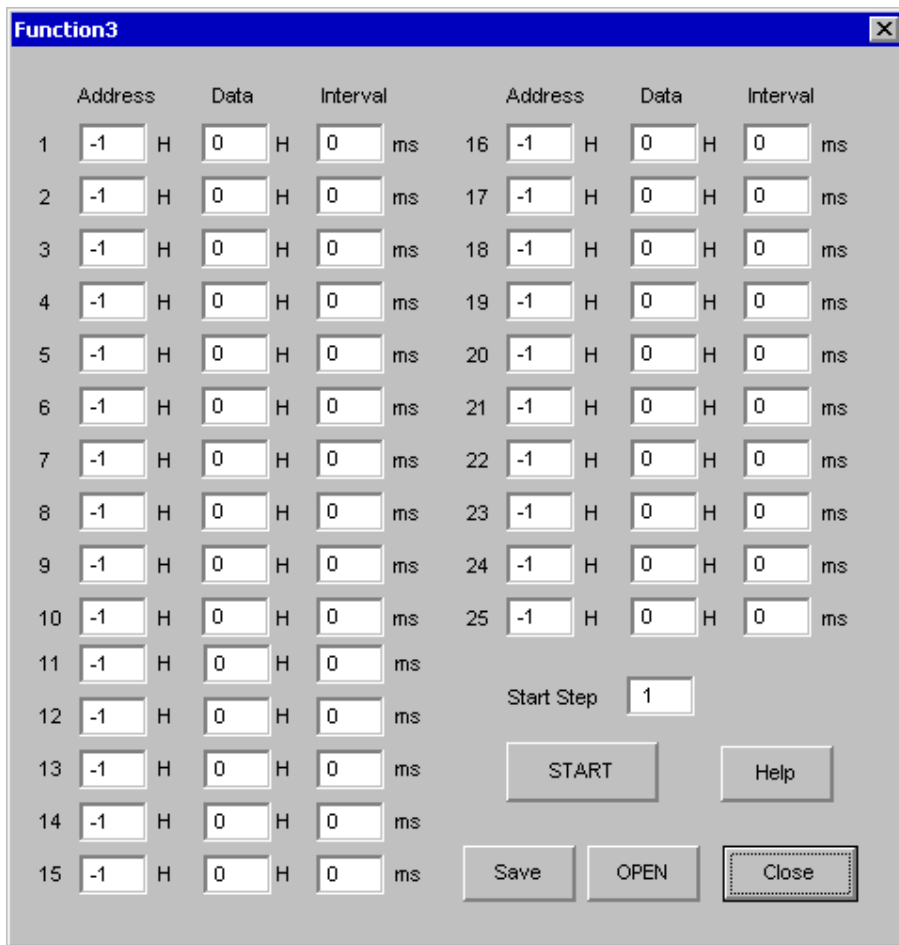 Function3
Address Data Interval Address Data Interval
1 -1 H 0 H 0 ms 16 -1 H 0 H 0 ms
2 -1 H 0 H 0 ms 17 -1 H 0 H 0 ms
3 -1 H 0 H 0 ms 18 -1 H 0 H 0 ms
4 -1 H 0 H 0 ms 19 -1 H 0 H 0 ms
5 -1 H 0 H 0 ms 20 -1 H 0 H 0 ms
6 -1 H 0 H 0 ms 21 -1 H 0 H 0 ms
7 -1 H 0 H 0 ms 22 -1 H 0 H 0 ms
8 -1 H 0 H 0 ms 23 -1 H 0 H 0 ms
9 -1 H 0 H 0 ms 24 -1 H 0 H 0 ms
10 -1 H 0 H 0 ms 25 -1 H 0 H 0 ms
11 -1 H 0 H 0 ms
12 -1 H 0 H 0 ms Start Step 1
13 -1 H 0 H 0 ms START Help
14 -1 H 0 H 0 ms
15 -1 H 0 H 0 ms Save OPEN Close